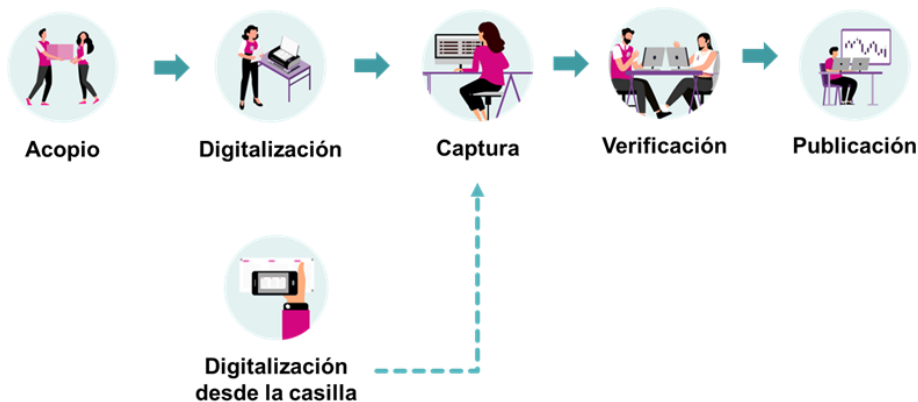 Acopio
Digitalización
Captura
Verificación
Publicación
Digitalización
desde la casilla